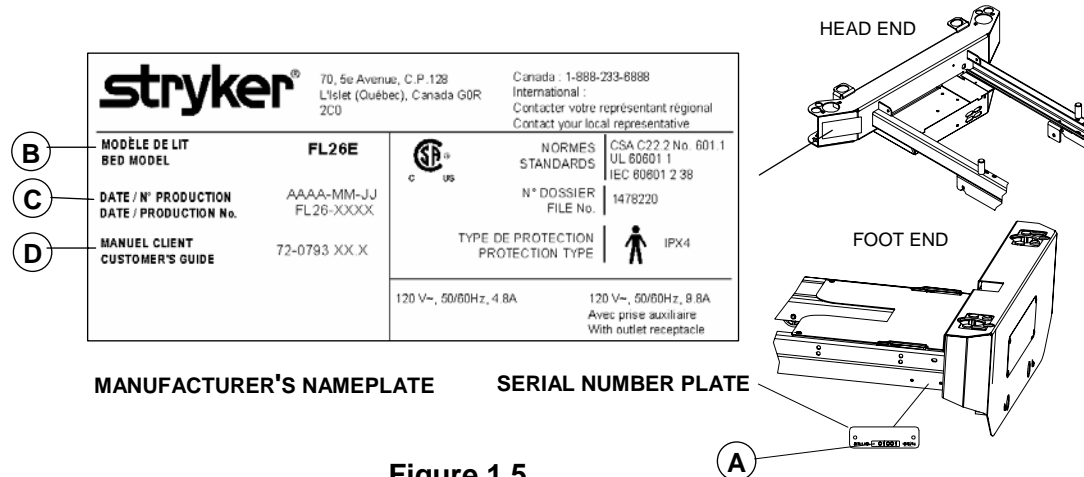 HEAD END
stryker®
70, 5e Avenue, C.P.128
L'Islet (Québec), Canada G0R
2C0
Canada : 1-888-233-6888
International :
Contacter votre représentant régional
Contact your local representative
B
MODÈLE DE LIT
BED MODEL
FL26E
C
DATE / N° PRODUCTION
DATE / PRODUCTION No.
AAAA-MM-JJ
FL26-XXXX
D
MANUEL CLIENT
CUSTOMER'S GUIDE
72-0793 XX.X
SA ®
C US
NORMES
STANDARDS
CSA C22.2 No. 601.1
UL 60601 1
IEC 60601 2 38
N° DOSSIER
FILE No.
1478220
TYPE DE PROTECTION
PROTECTION TYPE
IPX4
120 V~, 50/60Hz, 4.8A
120 V~, 50/60Hz, 9.8A
Avec prise auxiliaire
With outlet receptacle
FOOT END
MANUFACTURER'S NAMEPLATE
SERIAL NUMBER PLATE
01001
A
Figure 1.5